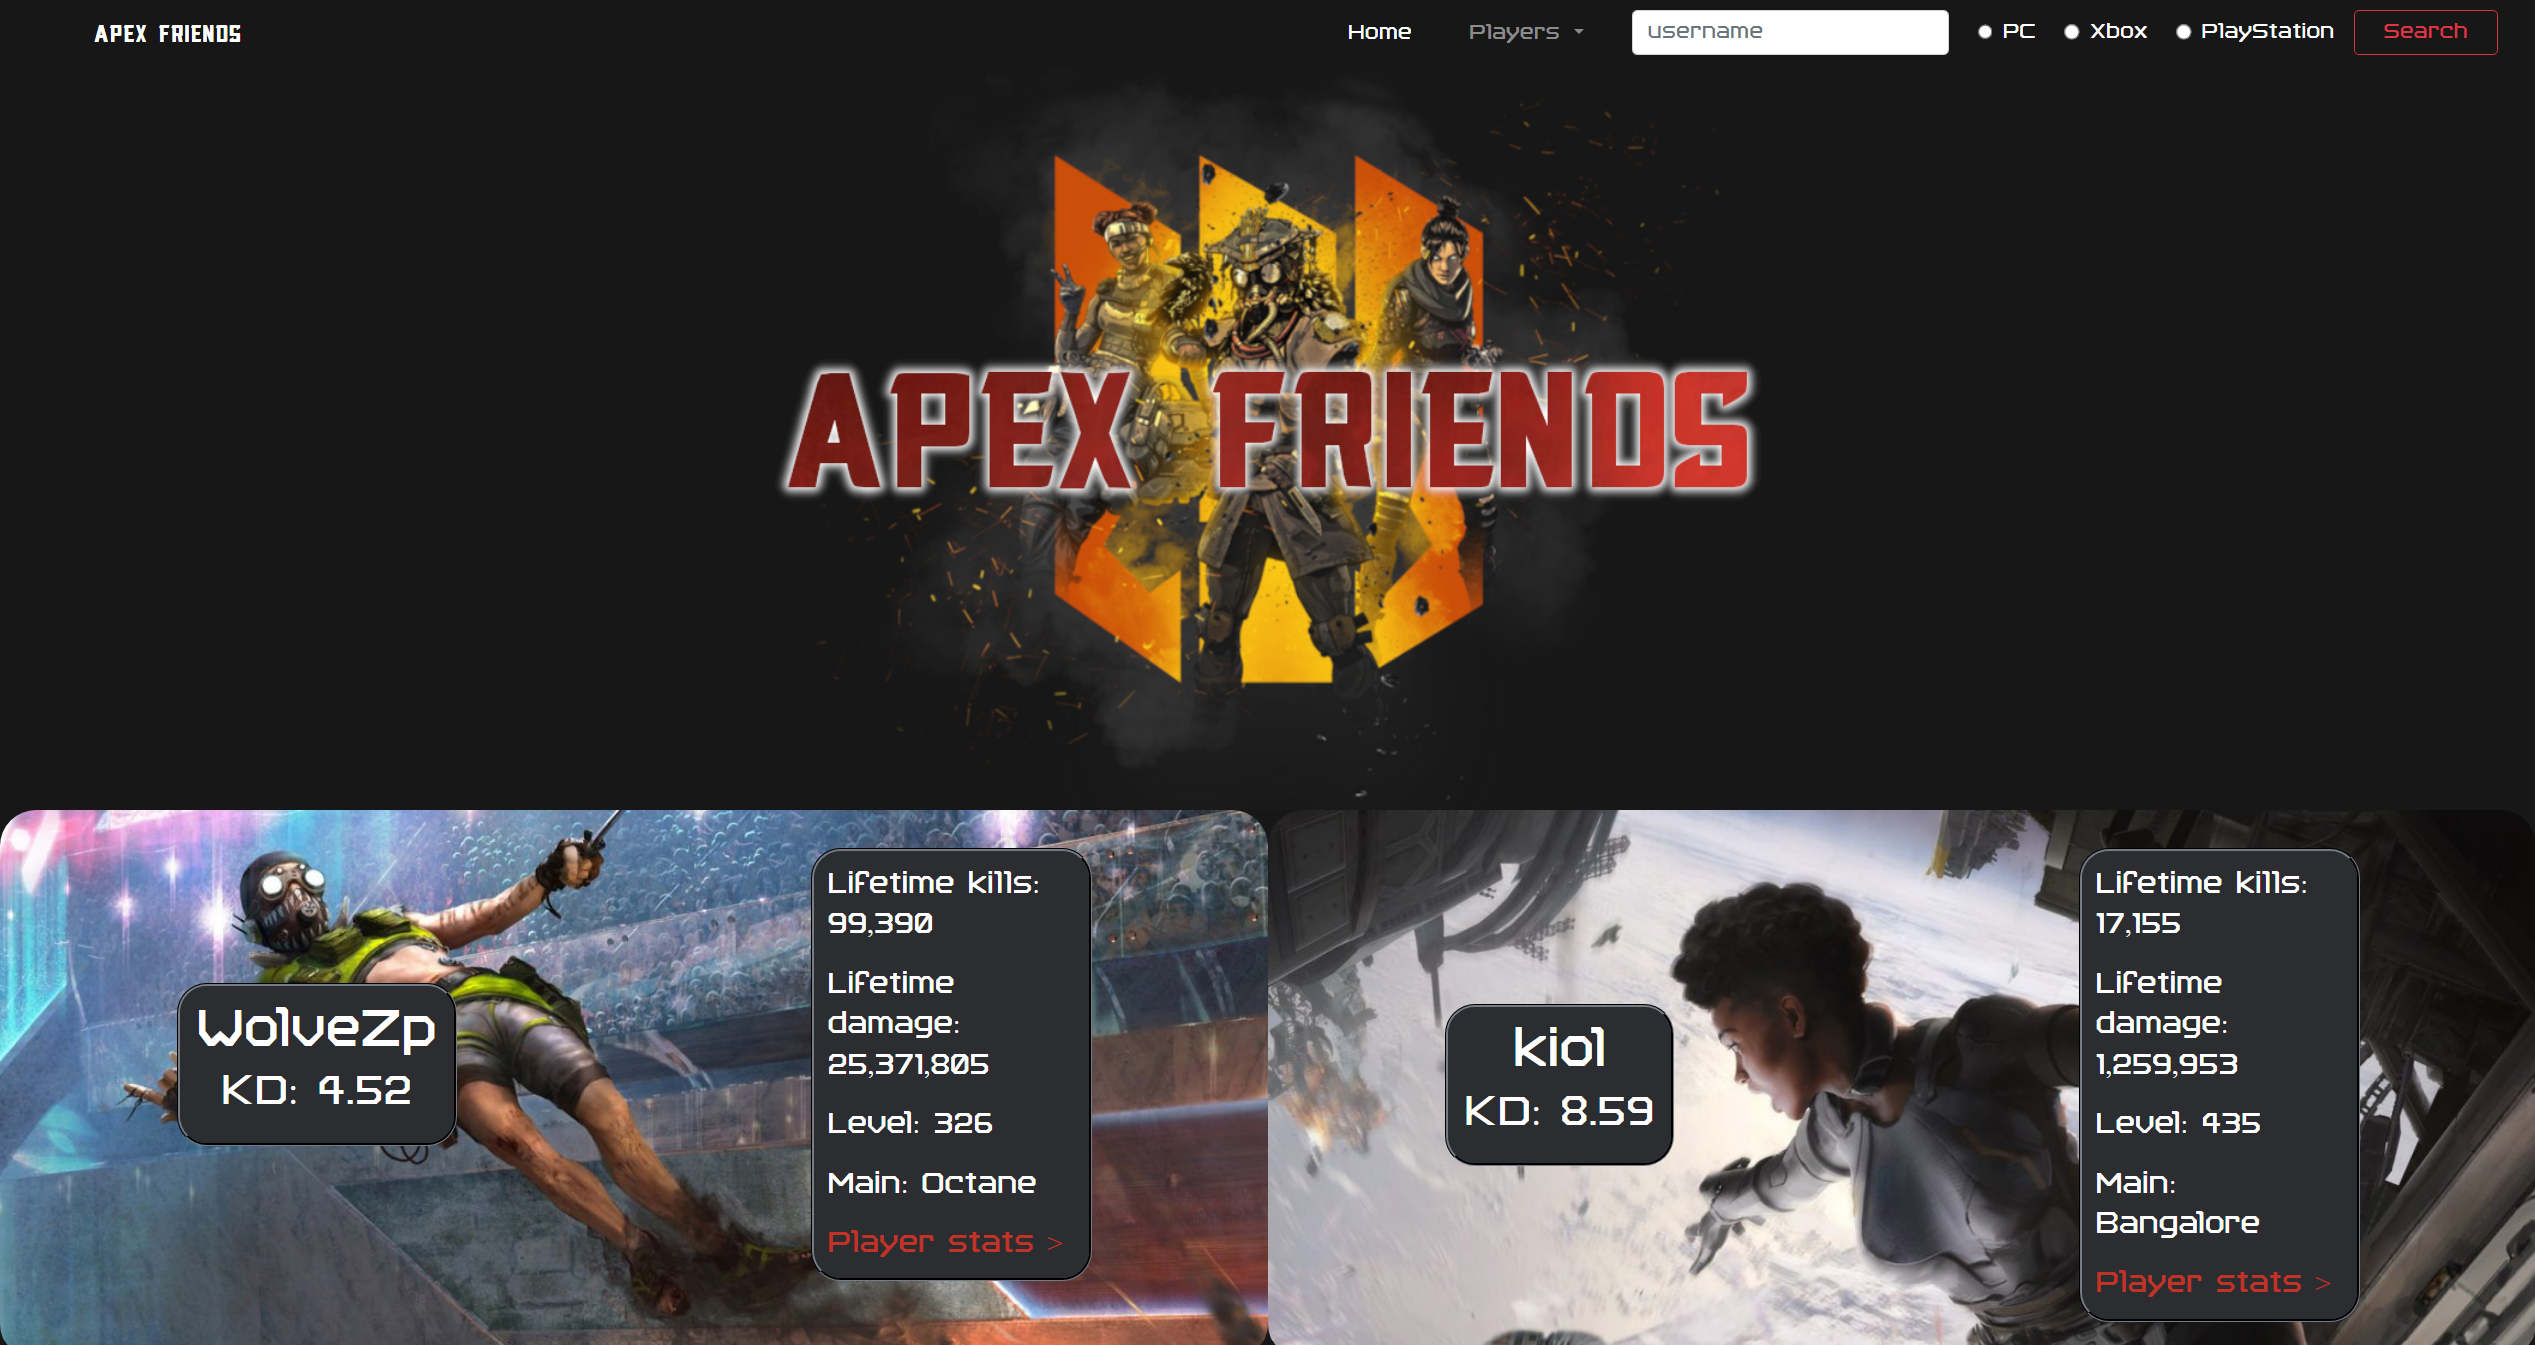 APEX FRIENDS
Home Players username PC Xbox PlayStation Search
APEX FRIENDS
WolveZp
KD: 4.52
Lifetime kills:
99,390
Lifetime
damage:
25,371,805
Level: 326
Main: Octane
Player stats >
kiol
KD: 8.59
Lifetime kills:
17,155
Lifetime
damage:
1,259,953
Level: 435
Main:
Bangalore
Player stats >